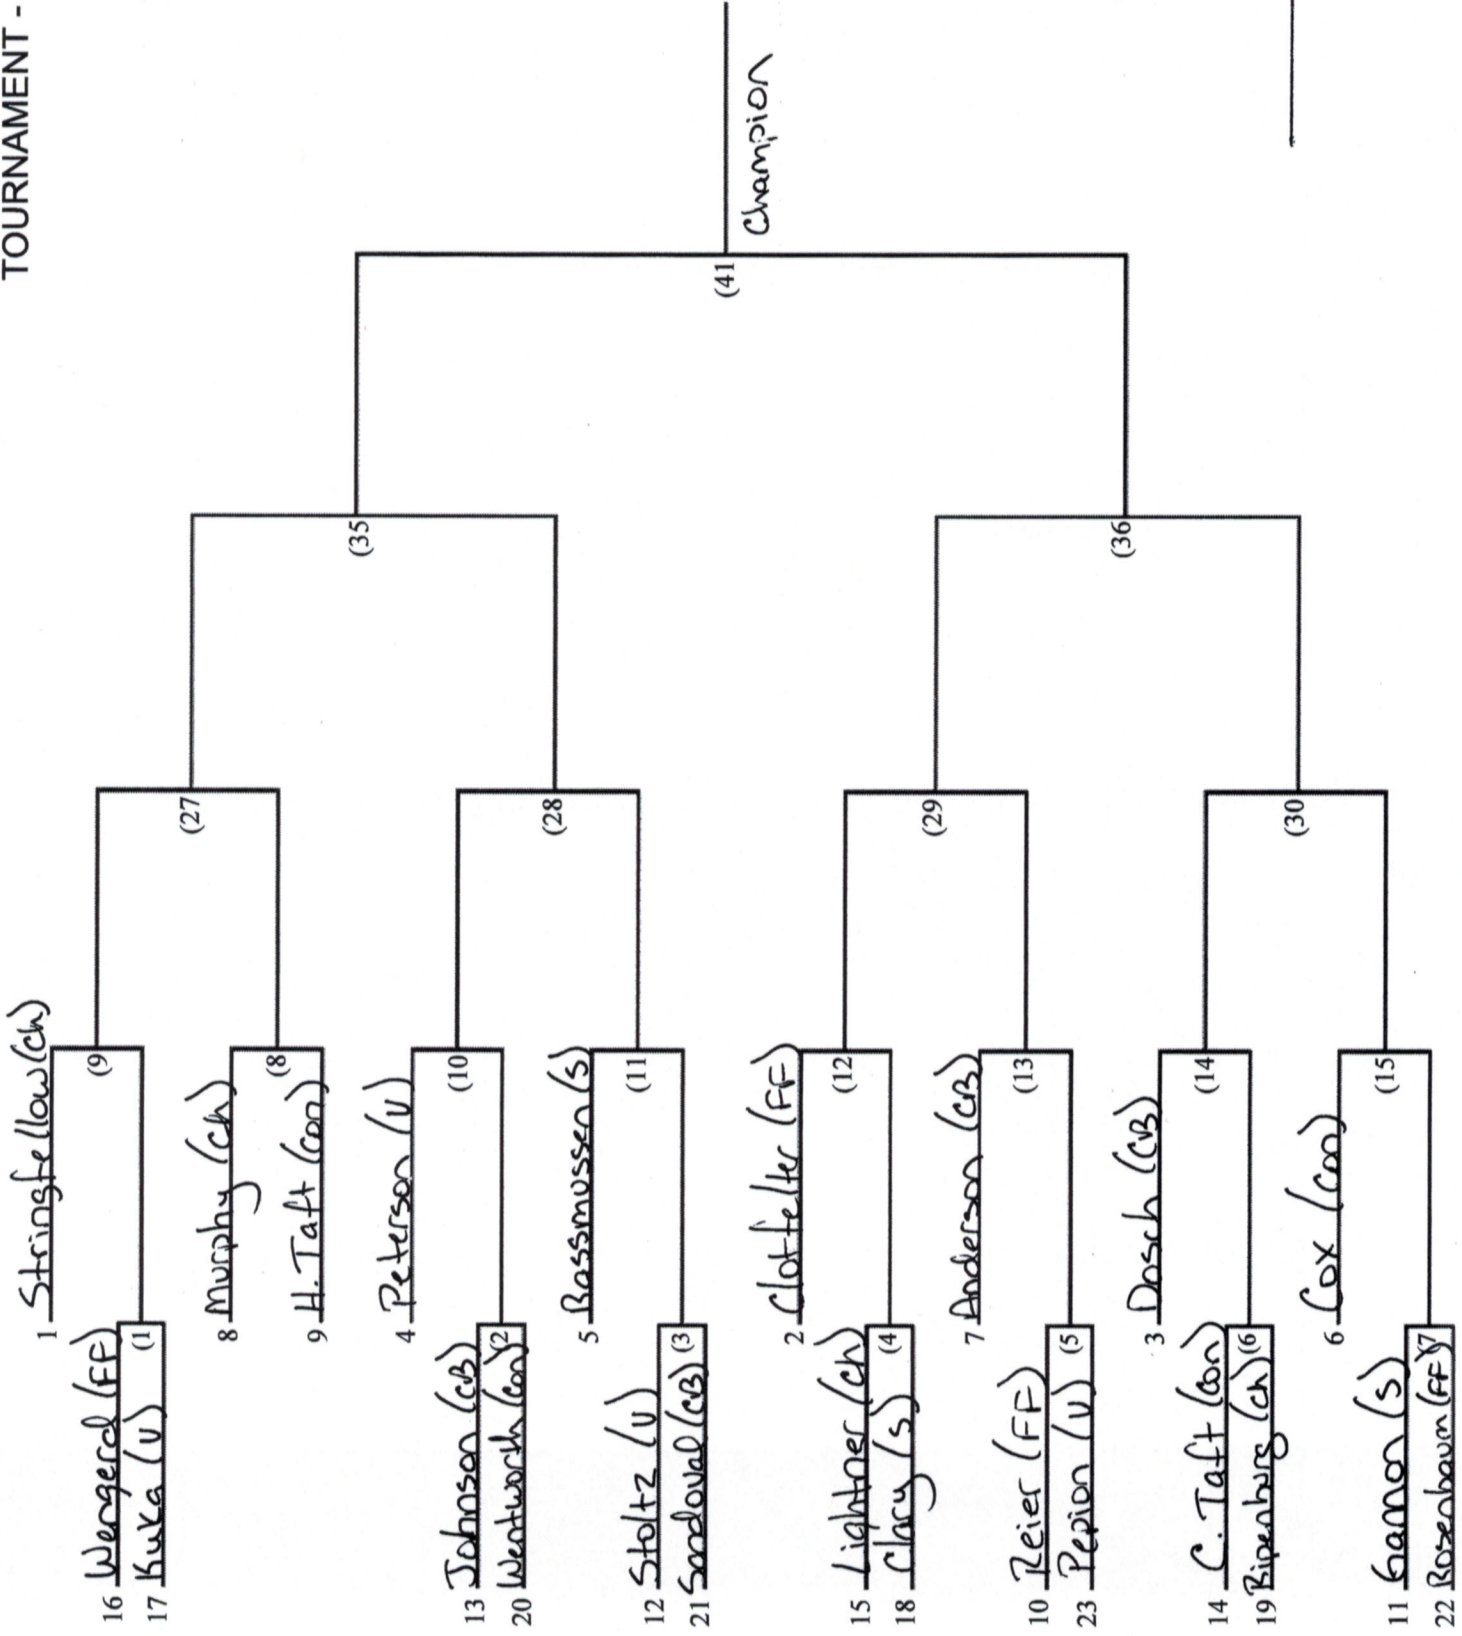 TOURNAMENT -
1 Stringfellow (Ch)
(9
16 Wengerd (FF)
(1
17 Kuka (V)
(27
8 Murphy (Ch)
(8
9 H. Taft (Con)
(35
4 Peterson (V)
(10
13 Johnson (CB)
(2
20 Wentworth (Con)
(28
5 Rassmussen (S)
(11
12 Stoltz (V)
(3
21 Sandoval (CB)
(41
Champion
2 Clotfelter (FF)
(12
15 Lightner (Ch)
(4
18 Clary (S)
(29
7 Anderson (CB)
(13
10 Reier (FF)
(5
23 Pepion (V)
(36
3 Dosch (CB)
(14
14 C. Taft (Con)
(6
19 Ripenburg (Ch)
(30
6 Cox (Con)
(15
11 Gannon (S)
(7
22 Rosenbaum (FF)